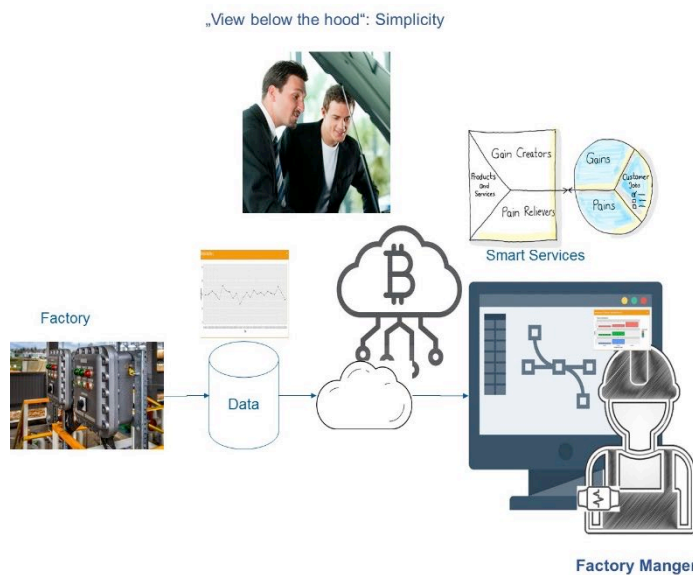 „View below the hood“: Simplicity
Gain Creators
Products
and
Services
Pain Relievers
Gains
Customer
Jobs
Pains
Smart Services
Factory
Data
Factory Manger